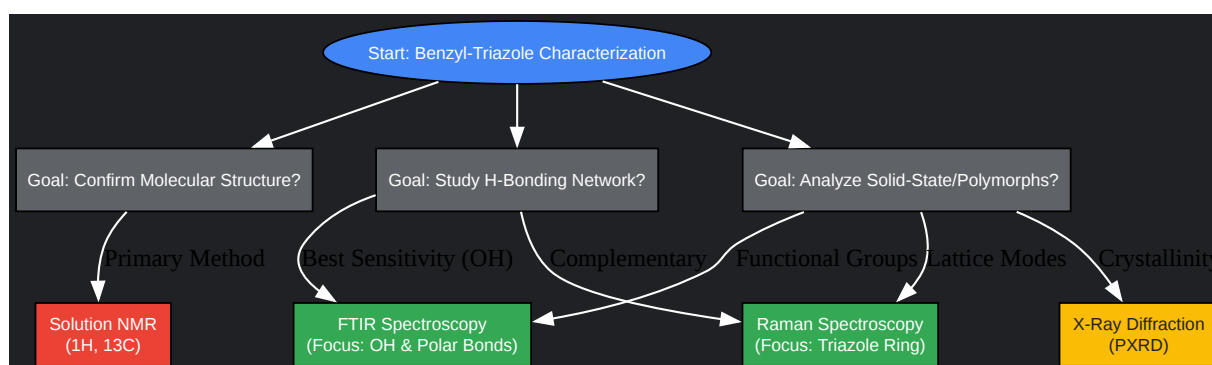 Start: Benzyl-Triazole Characterization
Goal: Confirm Molecular Structure?
Goal: Study H-Bonding Network?
Goal: Analyze Solid-State/Polymorphs?
Primary Method
Best Sensitivity (OH)
Complementary
Functional Groups
Lattice Modes
Crystallinity
Solution NMR
(1H, 13C)
FTIR Spectroscopy
(Focus: OH & Polar Bonds)
Raman Spectroscopy
(Focus: Triazole Ring)
X-Ray Diffraction
(PXRD)